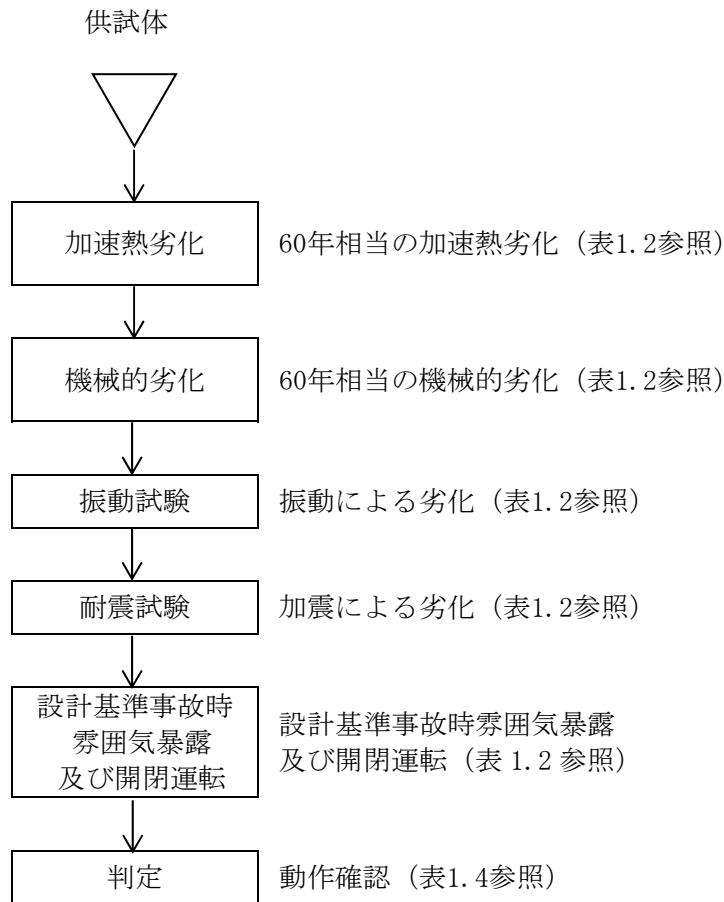 供試体
加速熱劣化
60年相当の加速熱劣化（表1.2参照）
機械的劣化
60年相当の機械的劣化（表1.2参照）
振動試験
振動による劣化（表1.2参照）
耐震試験
加震による劣化（表1.2参照）
設計基準事故時
雰囲気暴露
及び開閉運転
設計基準事故時雰囲気暴露
及び開閉運転（表 1.2 参照）
判定
動作確認（表1.4参照）